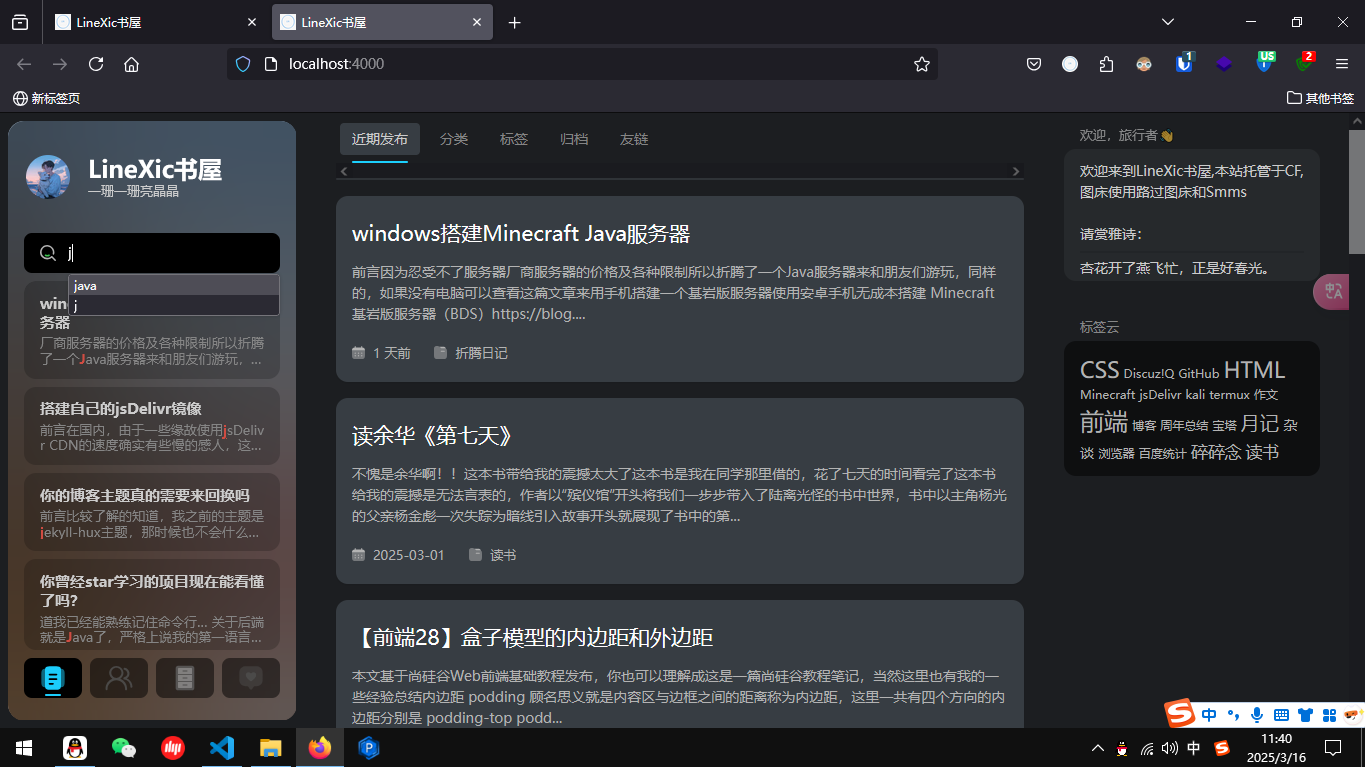 LineXic书屋
LineXic书屋
localhost:4000
1
US
2
新标签页
其他书签
LineXic书屋
一珊一珊亮晶晶
j
java
j
win
务器
厂商服务器的价格及各种限制所以折腾
了一个Java服务器来和朋友们游玩，...
搭建自己的jsDelivr镜像
前言在国内，由于一些缘故使用jsDeliv
r CDN的速度确实有些慢的感人，这...
你的博客主题真的需要来回换吗
前言比较了解的知道，我之前的主题是
jekyll-hux主题，那时候也不会什么...
你曾经star学习的项目现在能看懂
了吗?
道我已经能熟练记住命令行... 关于后端
就是Java了，严格上说我的第一语言...
近期发布 分类 标签 归档 友链
windows搭建Minecraft Java服务器
前言因为忍受不了服务器厂商服务器的价格及各种限制所以折腾了一个Java服务器来和朋友们游玩，同样
的，如果没有电脑可以查看这篇文章来用手机搭建一个基岩版服务器使用安卓手机无成本搭建 Minecraft
基岩版服务器（BDS）https://blog....
1 天前 折腾日记
读余华《第七天》
不愧是余华啊！！这本书带给我的震撼太大了这本书是我在同学那里借的，花了七天的时间看完了这本书
给我的震撼是无法言表的，作者以“殡仪馆”开头将我们一步步带入了陆离光怪的书中世界，书中以主角杨光
的父亲杨金彪一次失踪为暗线引入故事开头就展现了书中的第...
2025-03-01 读书
【前端28】盒子模型的内边距和外边距
本文基于尚硅谷Web前端基础教程发布，你也可以理解成这是一篇尚硅谷教程笔记，当然这里也有我的一
些经验总结内边距 podding 顾名思义就是内容区与边框之间的距离称为内边距，这里一共有四个方向的内
边距分别是 podding-top podd...
欢迎，旅行者👋
欢迎来到LineXic书屋,本站托管于CF,
图床使用路过图床和Smms
请赏雅诗：
杏花开了燕飞忙，正是好春光。
标签云
CSS Discuz!Q GitHub HTML
Minecraft jsDelivr kali termux 作文
前端 博客 周年总结 宝塔 月记 杂
谈 浏览器 百度统计 碎碎念 读书
中
中
11:40
2025/3/16